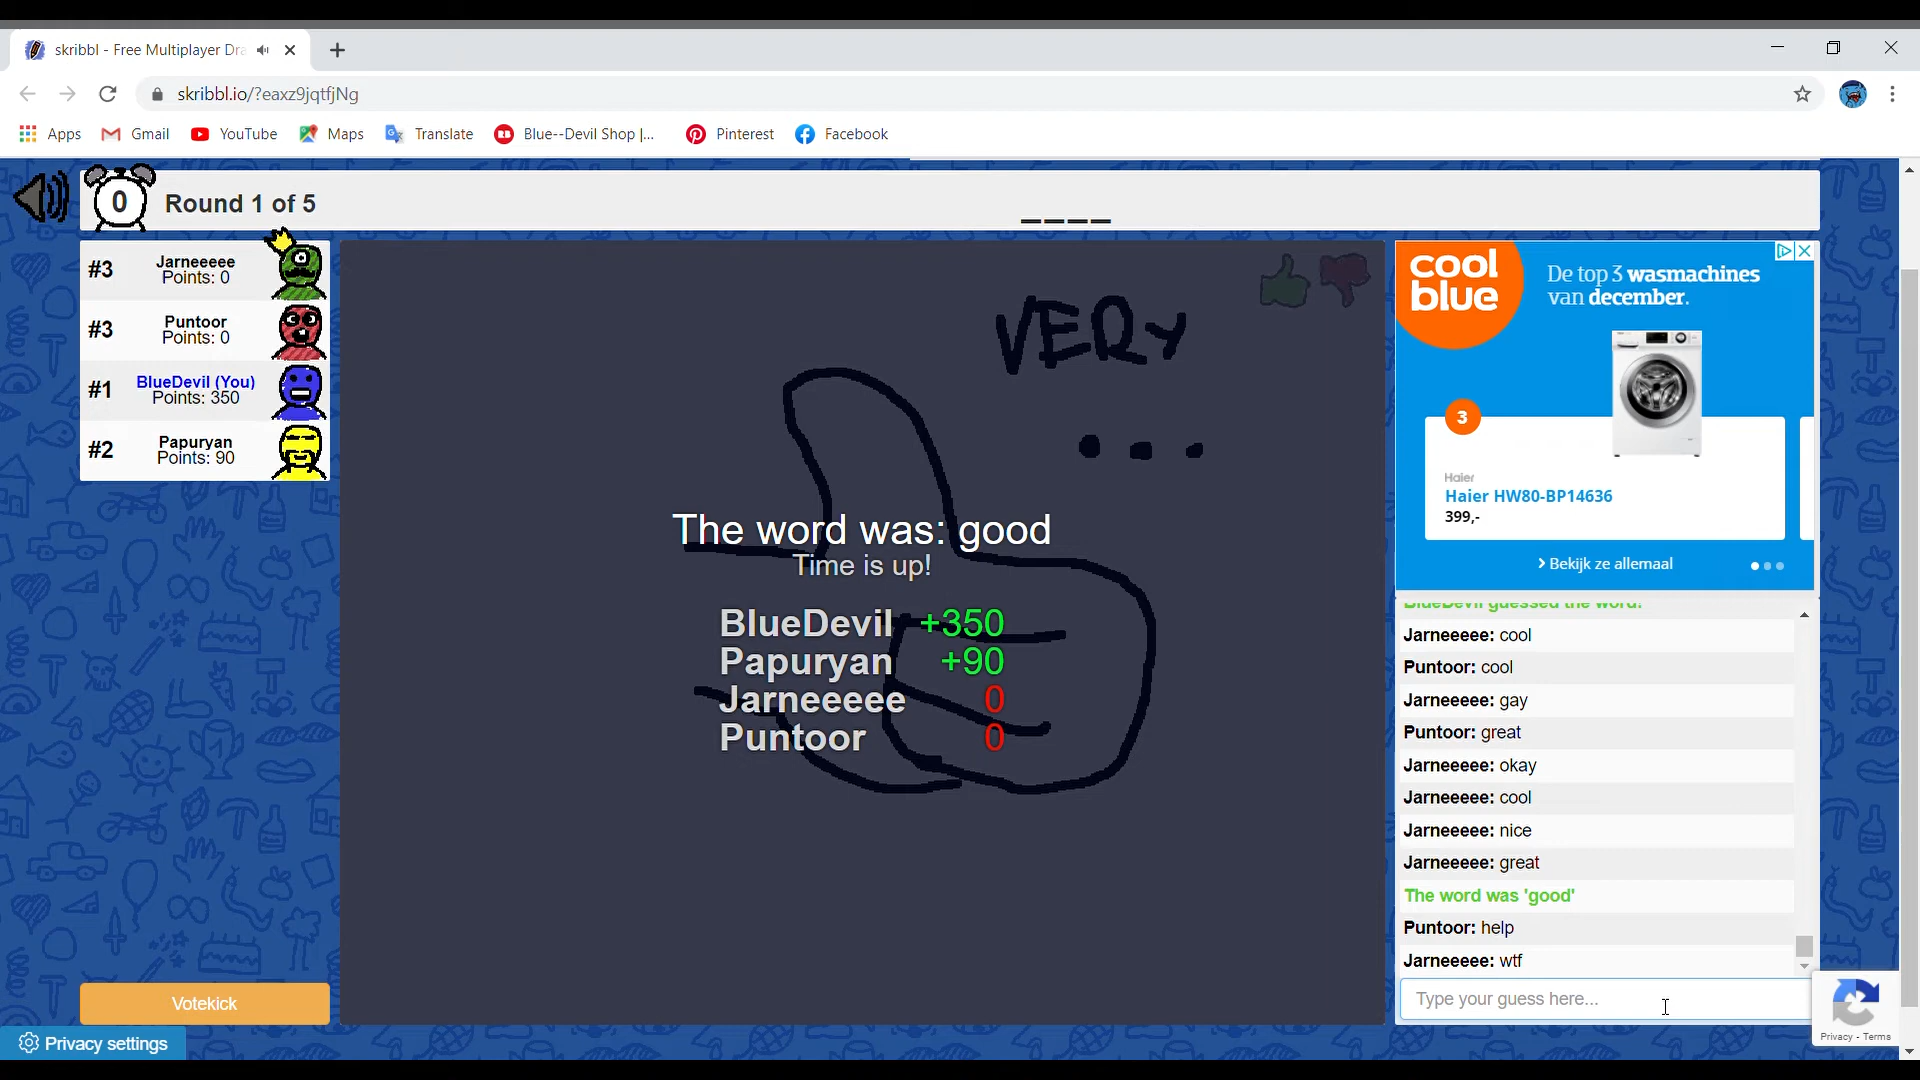 skribbl - Free Multiplayer Dra
skribbl.io/?eaxz9jqtfjNg
Apps Gmail YouTube Maps Translate Blue--Devil Shop |... Pinterest Facebook
0 Round 1 of 5
_ _ _ _
#3 Jarneeeee
Points: 0
#3 Puntoor
Points: 0
#1 BlueDevil (You)
Points: 350
#2 Papuryan
Points: 90
Votekick
Privacy settings
VERY
...
The word was: good
Time is up!
BlueDevil +350
Papuryan +90
Jarneeeee 0
Puntoor 0
cool
blue
De top 3 wasmachines
van december.
3
Haier
Haier HW80-BP14636
399,-
> Bekijk ze allemaal
BlueDevil guessed the word!
Jarneeeee: cool
Puntoor: cool
Jarneeeee: gay
Puntoor: great
Jarneeeee: okay
Jarneeeee: cool
Jarneeeee: nice
Jarneeeee: great
The word was 'good'
Puntoor: help
Jarneeeee: wtf
Type your guess here...
Privacy - Terms